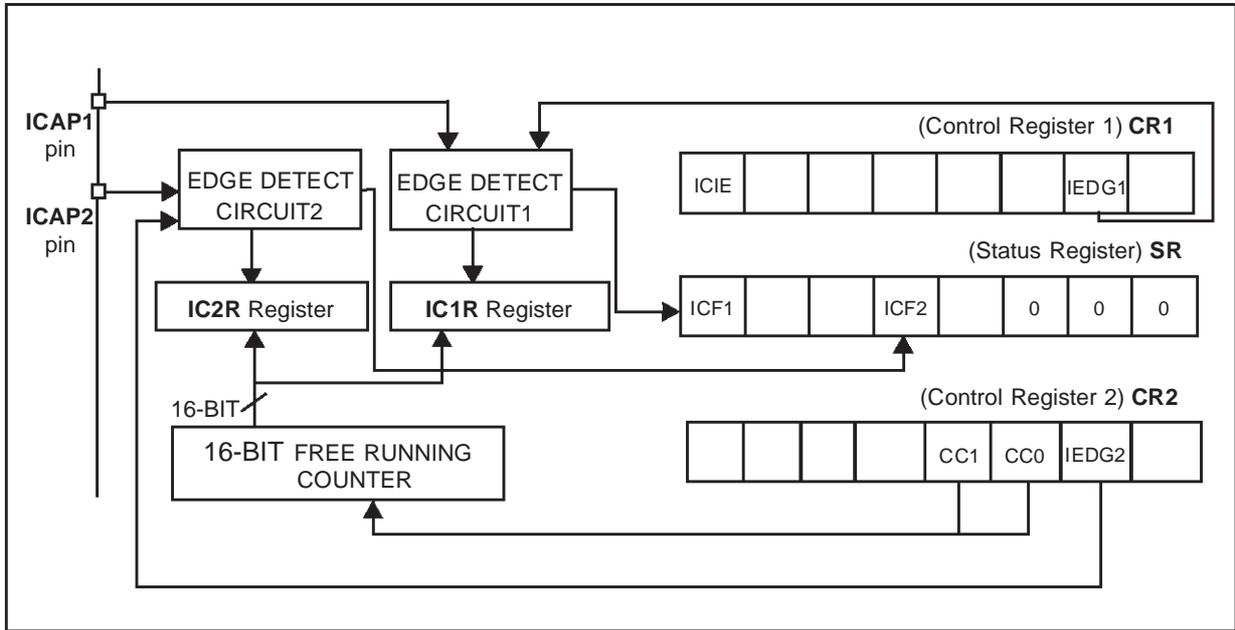 ICAP1
pin
ICAP2
pin
EDGE DETECT
CIRCUIT2
EDGE DETECT
CIRCUIT1
IC2R Register
IC1R Register
16-BIT
16-BIT FREE RUNNING
COUNTER
(Control Register 1) CR1
ICIE IEDG1
(Status Register) SR
ICF1 ICF2 0 0 0
(Control Register 2) CR2
CC1 CC0 IEDG2